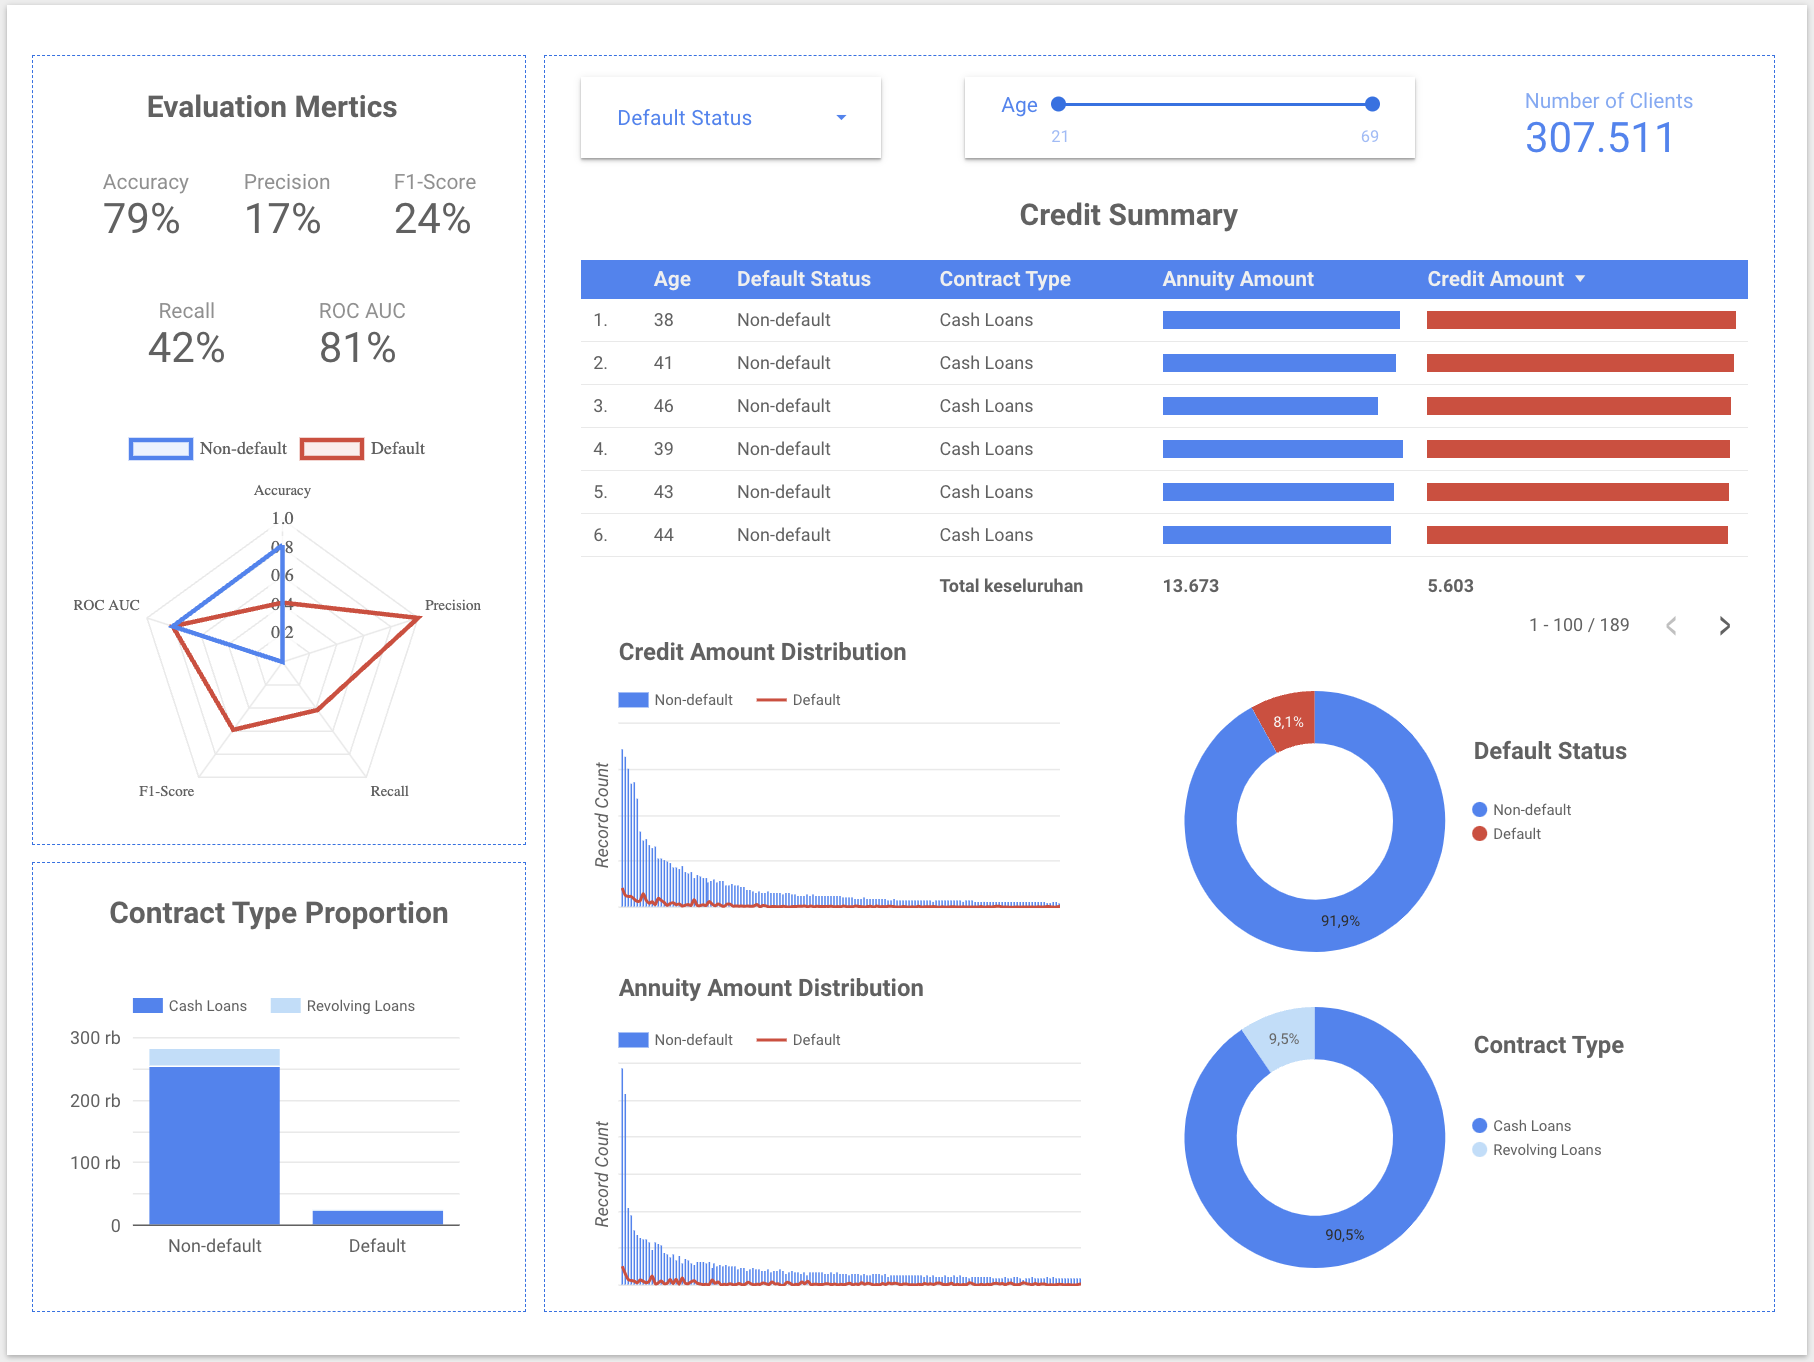 Evaluation Mertics
Accuracy
79%
Precision
17%
F1-Score
24%
Recall
42%
ROC AUC
81%
Non-default
Default
Accuracy
1.0
0.8
0.6
0.4
0.2
ROC AUC
Precision
F1-Score
Recall
Contract Type Proportion
Cash Loans
Revolving Loans
300 rb
200 rb
100 rb
0
Non-default
Default
Default Status
Age
21
69
Number of Clients
307.511
Credit Summary
Age Default Status Contract Type Annuity Amount Credit Amount
1. 38 Non-default Cash Loans
2. 41 Non-default Cash Loans
3. 46 Non-default Cash Loans
4. 39 Non-default Cash Loans
5. 43 Non-default Cash Loans
6. 44 Non-default Cash Loans
Total keseluruhan 13.673 5.603
1 - 100 / 189
Credit Amount Distribution
Non-default
Default
Record Count
8,1%
91,9%
Default Status
Non-default
Default
Annuity Amount Distribution
Non-default
Default
Record Count
9,5%
90,5%
Contract Type
Cash Loans
Revolving Loans